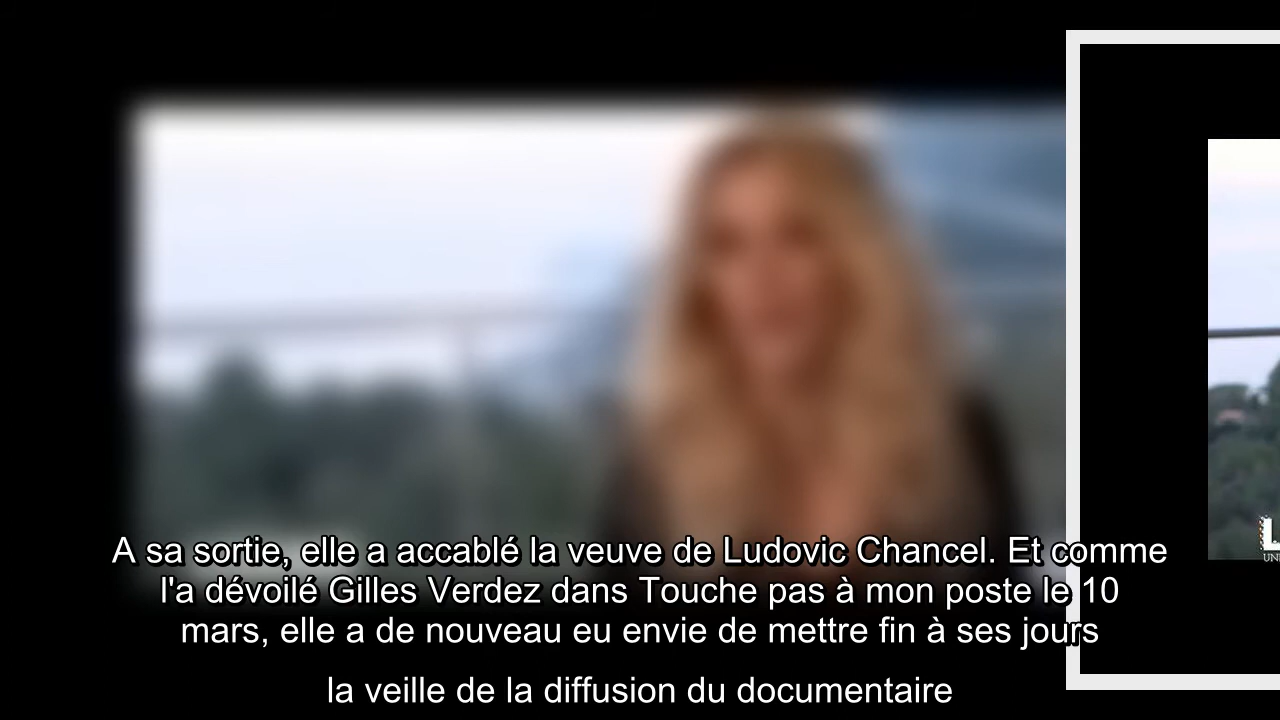 A sa sortie, elle a accablé la veuve de Ludovic Chancel. Et comme
l'a dévoilé Gilles Verdez dans Touche pas à mon poste le 10
mars, elle a de nouveau eu envie de mettre fin à ses jours
la veille de la diffusion du documentaire